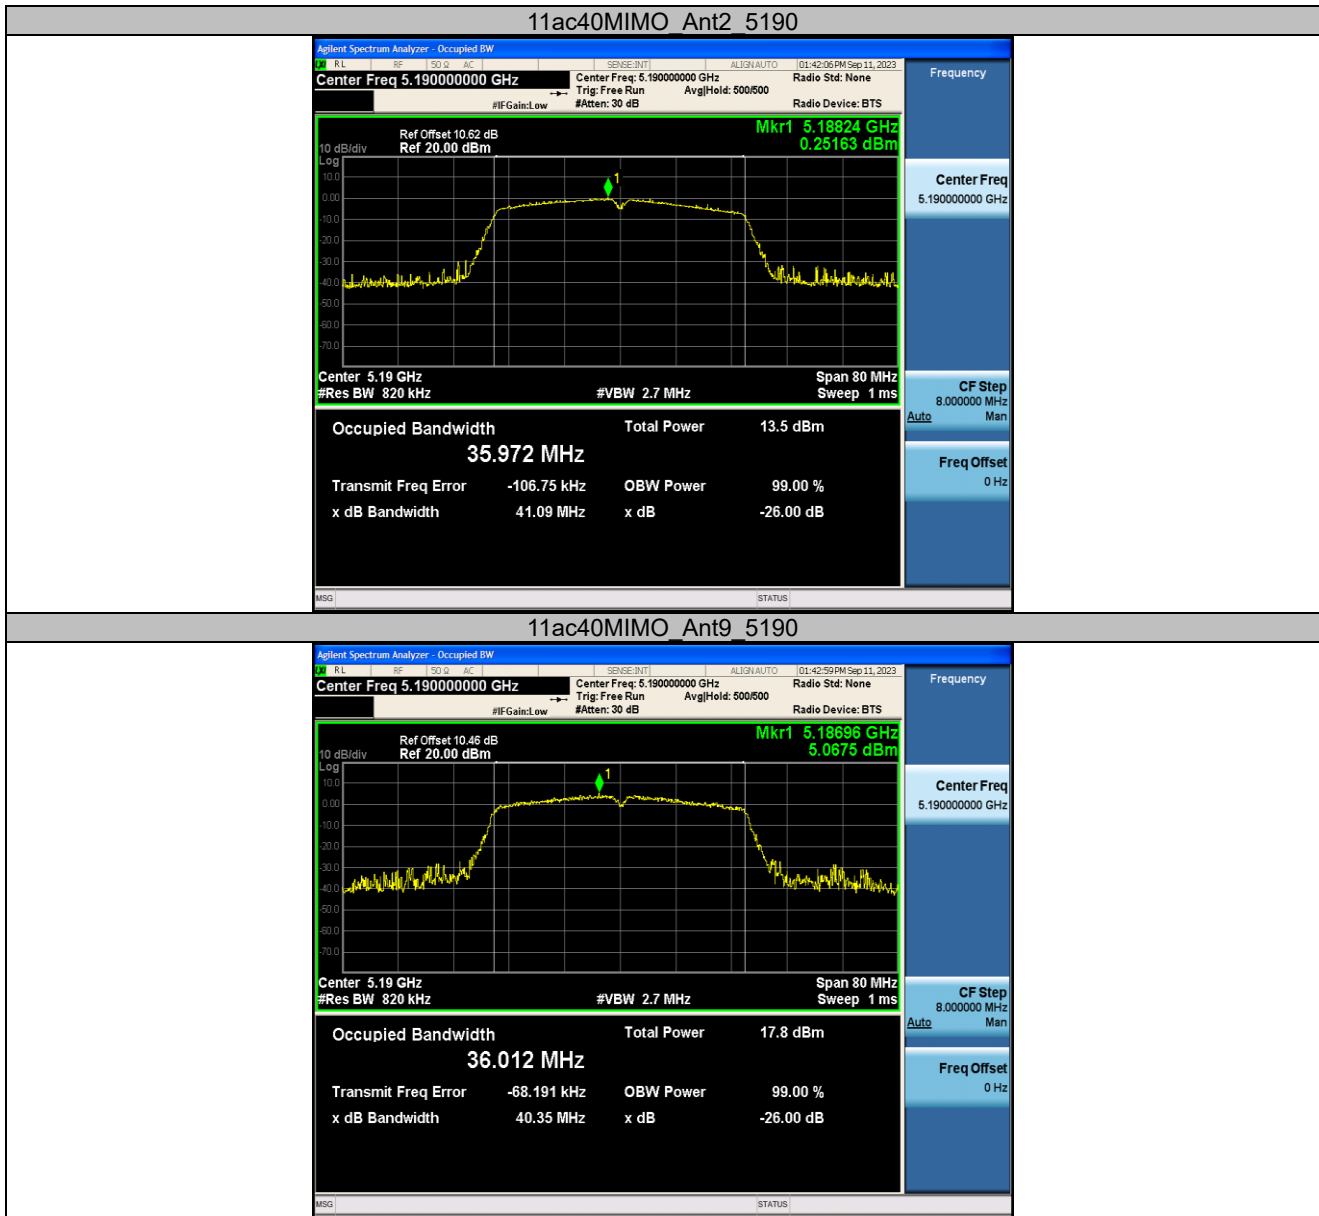 11ac40MIMO_Ant2_5190
Agilent Spectrum Analyzer - Occupied BW
RL RF 50 Ω AC SENSE:INT ALIGN AUTO 01:42:06 PM Sep 11, 2023
Center Freq 5.190000000 GHz
Center Freq: 5.190000000 GHz Radio Std: None
Trig: Free Run Avg|Hold: 500/500
#IFGain:Low #Atten: 30 dB Radio Device: BTS
Frequency
Mkr1 5.18824 GHz
0.25163 dBm
Ref Offset 10.62 dB
10 dB/div Ref 20.00 dBm
Log
10.0
0.00
-10.0
-20.0
-30.0
-40.0
-50.0
-60.0
-70.0
1
Center 5.19 GHz Span 80 MHz
#Res BW 820 kHz #VBW 2.7 MHz Sweep 1 ms
Occupied Bandwidth Total Power 13.5 dBm
35.972 MHz
Transmit Freq Error -106.75 kHz OBW Power 99.00 %
x dB Bandwidth 41.09 MHz x dB -26.00 dB
Center Freq
5.190000000 GHz
CF Step
8.000000 MHz
Auto Man
Freq Offset
0 Hz
MSG STATUS
11ac40MIMO_Ant9_5190
Agilent Spectrum Analyzer - Occupied BW
RL RF 50 Ω AC SENSE:INT ALIGN AUTO 01:42:59 PM Sep 11, 2023
Center Freq 5.190000000 GHz
Center Freq: 5.190000000 GHz Radio Std: None
Trig: Free Run Avg|Hold: 500/500
#IFGain:Low #Atten: 30 dB Radio Device: BTS
Frequency
Mkr1 5.18696 GHz
5.0675 dBm
Ref Offset 10.46 dB
10 dB/div Ref 20.00 dBm
Log
10.0
0.00
-10.0
-20.0
-30.0
-40.0
-50.0
-60.0
-70.0
1
Center 5.19 GHz Span 80 MHz
#Res BW 820 kHz #VBW 2.7 MHz Sweep 1 ms
Occupied Bandwidth Total Power 17.8 dBm
36.012 MHz
Transmit Freq Error -68.191 kHz OBW Power 99.00 %
x dB Bandwidth 40.35 MHz x dB -26.00 dB
Center Freq
5.190000000 GHz
CF Step
8.000000 MHz
Auto Man
Freq Offset
0 Hz
MSG STATUS